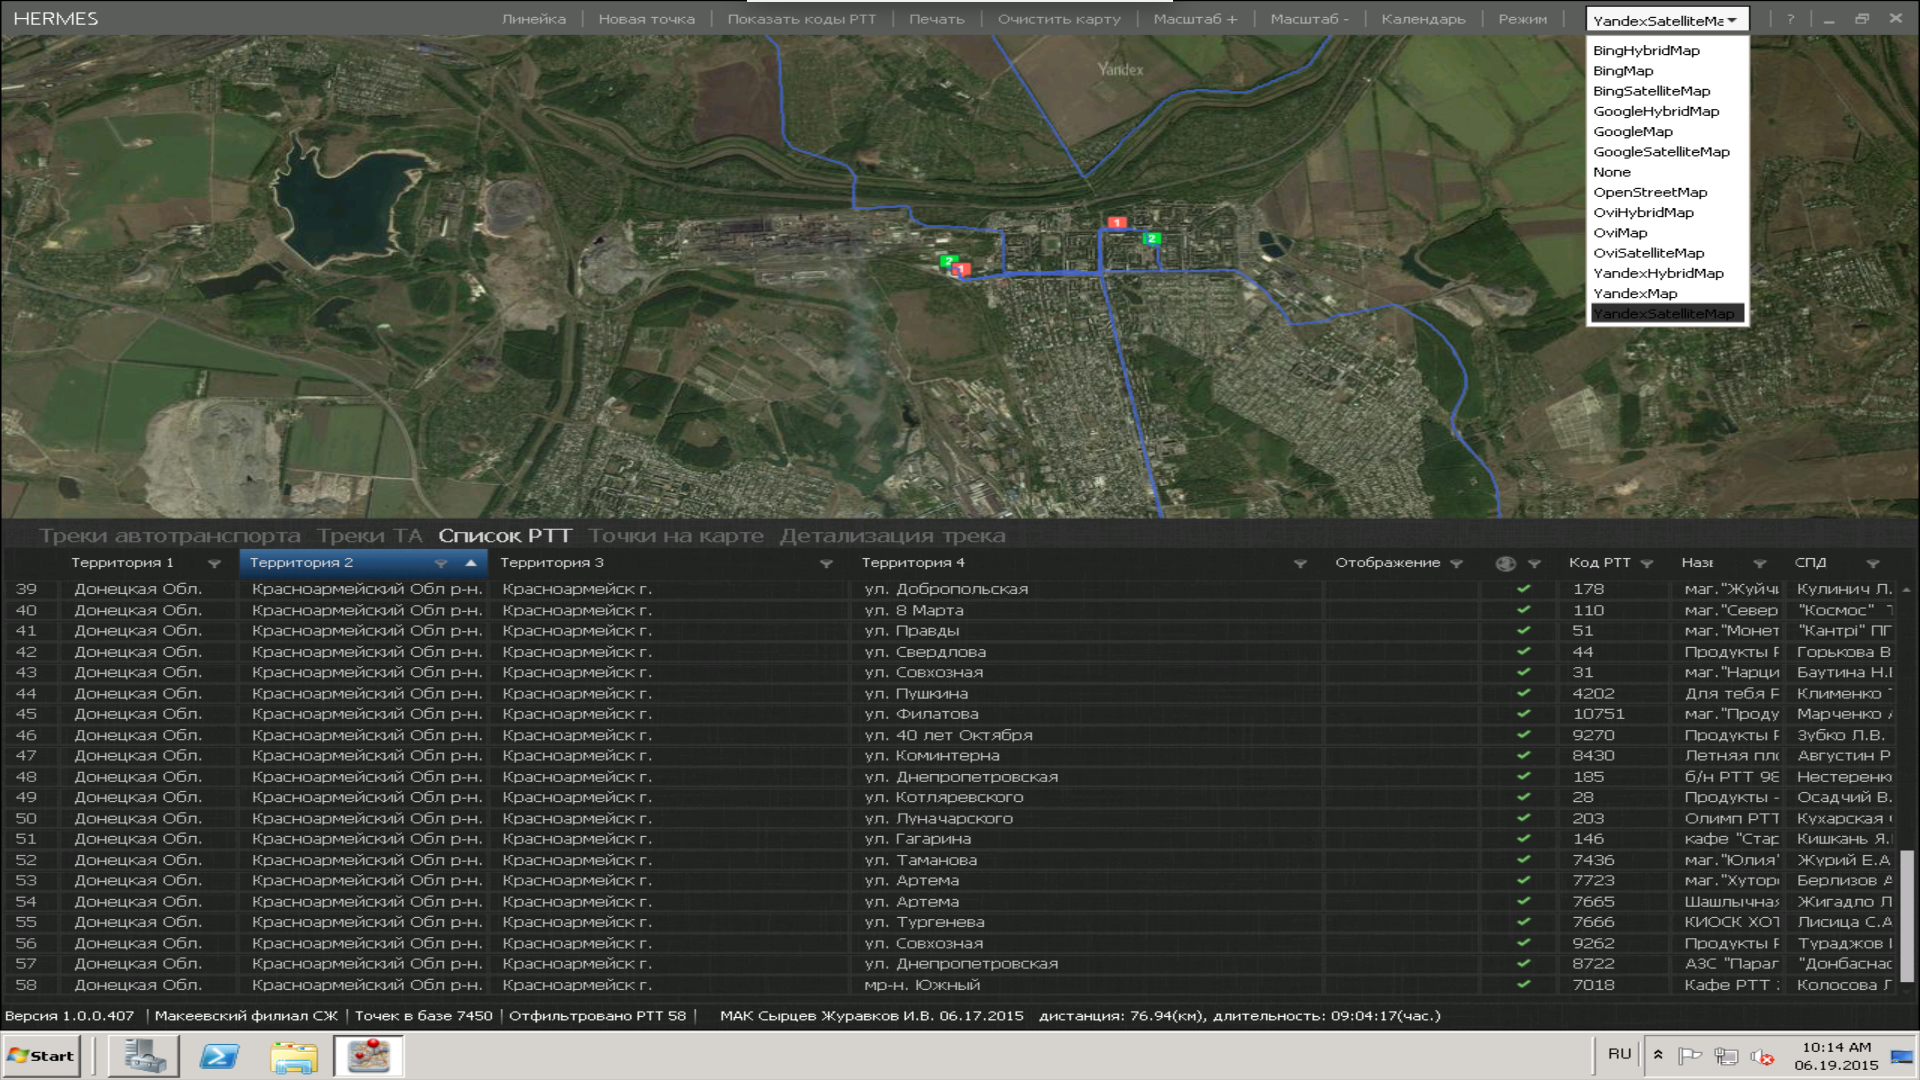 HERMES Линейка Новая точка Показать коды РТТ Печать Очистить карту Масштаб + Масштаб - Календарь Режим YandexSatelliteMa ?
BingHybridMap
BingMap
BingSatelliteMap
GoogleHybridMap
GoogleMap
GoogleSatelliteMap
None
OpenStreetMap
OviHybridMap
OviMap
OviSatelliteMap
YandexHybridMap
YandexMap
YandexSatelliteMap
Yandex
1
2
2
1
Треки автотранспорта Треки ТА Список РТТ Точки на карте Детализация трека
Территория 1 Территория 2 Территория 3 Территория 4 Отображение Код РТТ Назв СПД
39 Донецкая Обл. Красноармейский Обл р-н. Красноармейск г. ул. Добропольская 178 маг."Жуйчи Кулинич Л.
40 Донецкая Обл. Красноармейский Обл р-н. Красноармейск г. ул. 8 Марта 110 маг."Север "Космос"
41 Донецкая Обл. Красноармейский Обл р-н. Красноармейск г. ул. Правды 51 маг."Монет "Кантрі" ПГ
42 Донецкая Обл. Красноармейский Обл р-н. Красноармейск г. ул. Свердлова 44 Продукты Горькова В
43 Донецкая Обл. Красноармейский Обл р-н. Красноармейск г. ул. Совхозная 31 маг."Нарци Баутина Н.
44 Донецкая Обл. Красноармейский Обл р-н. Красноармейск г. ул. Пушкина 4202 Для тебя Клименко
45 Донецкая Обл. Красноармейский Обл р-н. Красноармейск г. ул. Филатова 10751 маг."Проду Марченко
46 Донецкая Обл. Красноармейский Обл р-н. Красноармейск г. ул. 40 лет Октября 9270 Продукты Зубко Л.В.
47 Донецкая Обл. Красноармейский Обл р-н. Красноармейск г. ул. Коминтерна 8430 Летняя Августин Р
48 Донецкая Обл. Красноармейский Обл р-н. Красноармейск г. ул. Днепропетровская 185 б/н РТТ Нестеренк
49 Донецкая Обл. Красноармейский Обл р-н. Красноармейск г. ул. Котляревского 28 Продукты - Осадчий В.
50 Донецкая Обл. Красноармейский Обл р-н. Красноармейск г. ул. Луначарского 203 Олимп РТТ Кухарская
51 Донецкая Обл. Красноармейский Обл р-н. Красноармейск г. ул. Гагарина 146 кафе "Стар Кишкань Я.
52 Донецкая Обл. Красноармейский Обл р-н. Красноармейск г. ул. Таманова 7436 маг."Юлия" Журий Е.А
53 Донецкая Обл. Красноармейский Обл р-н. Красноармейск г. ул. Артема 7723 маг."Хутор Берлизов
54 Донецкая Обл. Красноармейский Обл р-н. Красноармейск г. ул. Артема 7665 Шашлычная Жигадло Л
55 Донецкая Обл. Красноармейский Обл р-н. Красноармейск г. ул. Тургенева 7666 КИОСК ХОТ Лисица С.А
56 Донецкая Обл. Красноармейский Обл р-н. Красноармейск г. ул. Совхозная 9262 Продукты Тураджов
57 Донецкая Обл. Красноармейский Обл р-н. Красноармейск г. ул. Днепропетровская 8722 АЗС "Парал "Донбаснас
58 Донецкая Обл. Красноармейский Обл р-н. Красноармейск г. мр-н. Южный 7018 Кафе РТТ Колосова Л
Версия 1.0.0.407 | Макеевский филиал СЖ | Точек в базе 7450 | Отфильтровано РТТ 58 | МАК Сырцев Журавков И.В. 06.17.2015 дистанция: 76.94(км), длительность: 09:04:17(час.)
Start RU 10:14 AM
06.19.2015